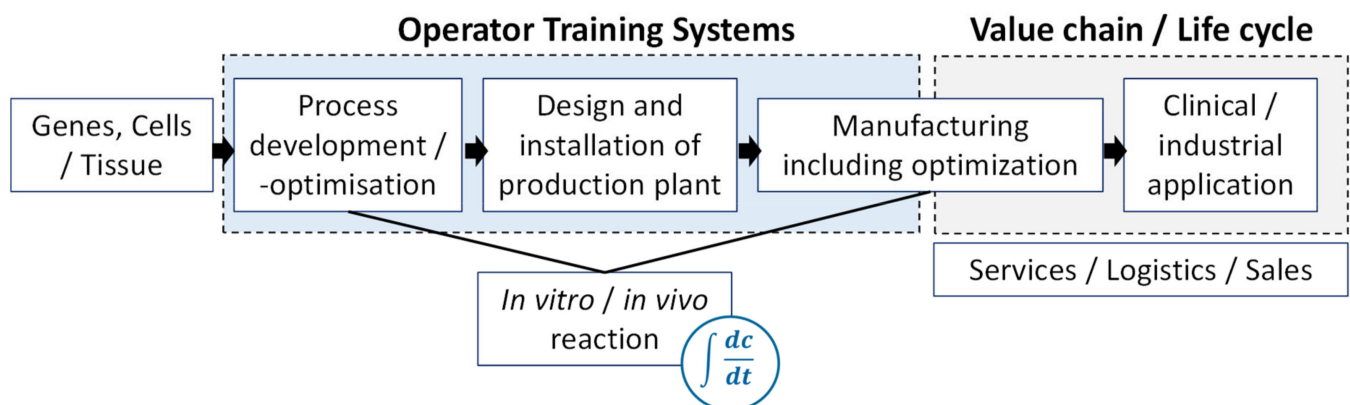 Operator Training Systems
Value chain / Life cycle
Genes, Cells
/ Tissue
Process
development /
-optimisation
Design and
installation of
production plant
Manufacturing
including optimization
Clinical /
industrial
application
Services / Logistics / Sales
In vitro / in vivo
reaction
∫ dc/dt